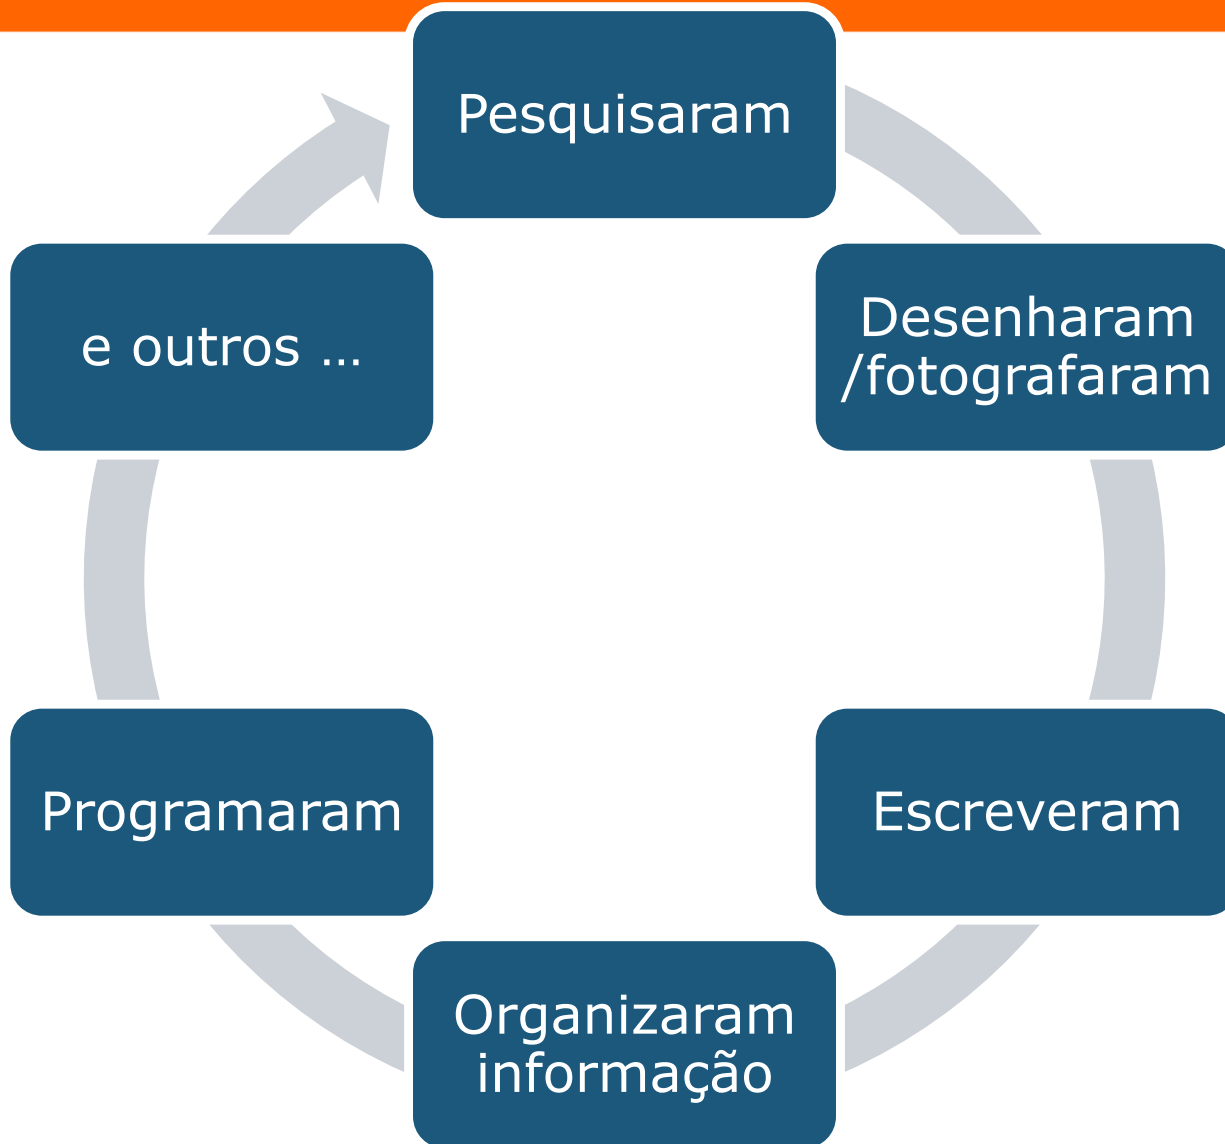 Pesquisaram
Desenharam
/fotografaram
Escreveram
Organizaram
informação
Programaram
e outros ...